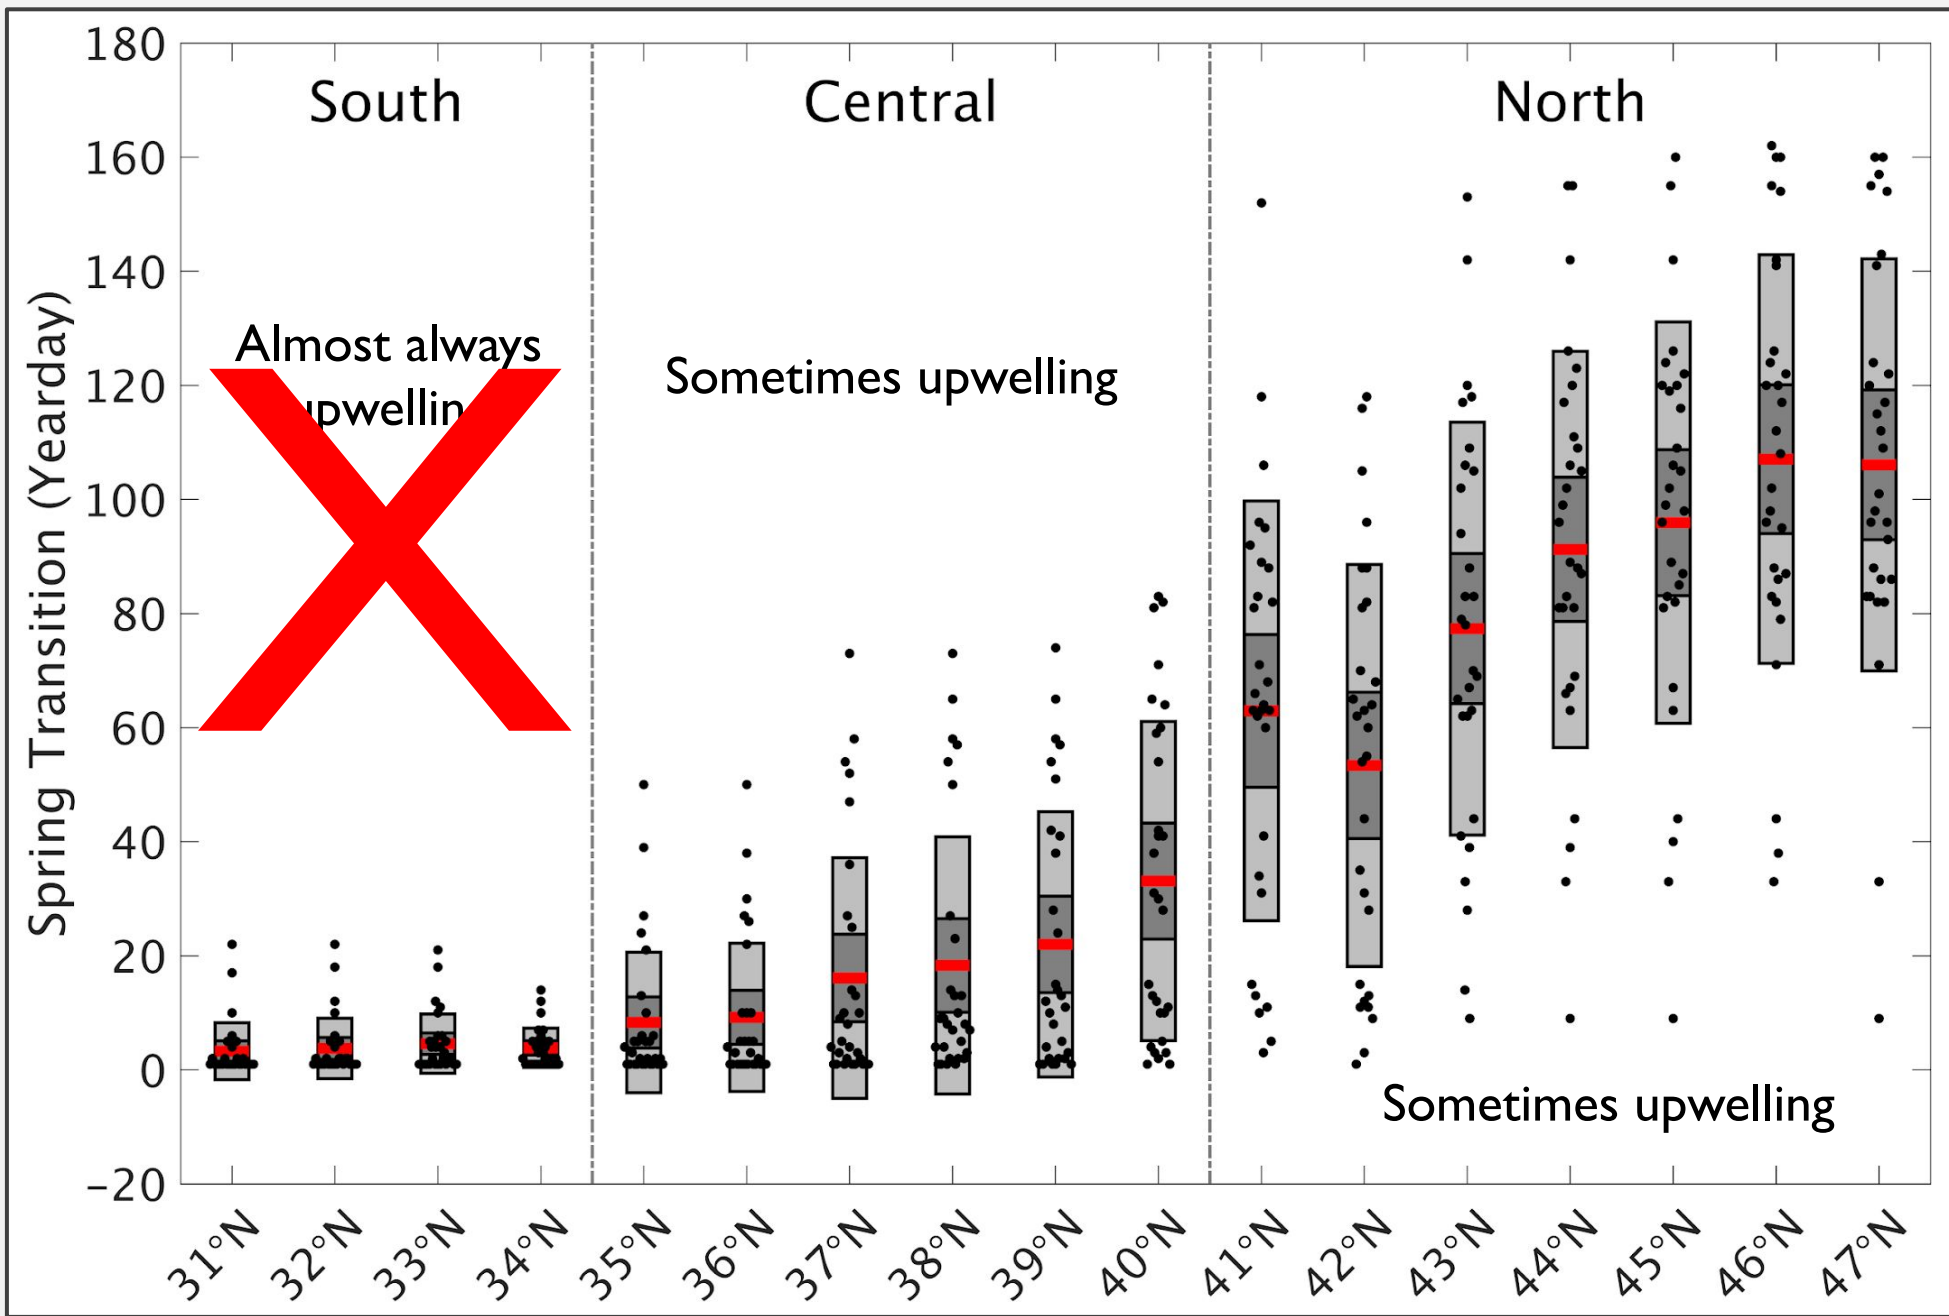 180
160
140
120
100
80
60
40
20
0
−20
Spring Transition (Yearday)
South
Central
North
Almost always
upwelling
Sometimes upwelling
Sometimes upwelling
31°N
32°N
33°N
34°N
35°N
36°N
37°N
38°N
39°N
40°N
41°N
42°N
43°N
44°N
45°N
46°N
47°N